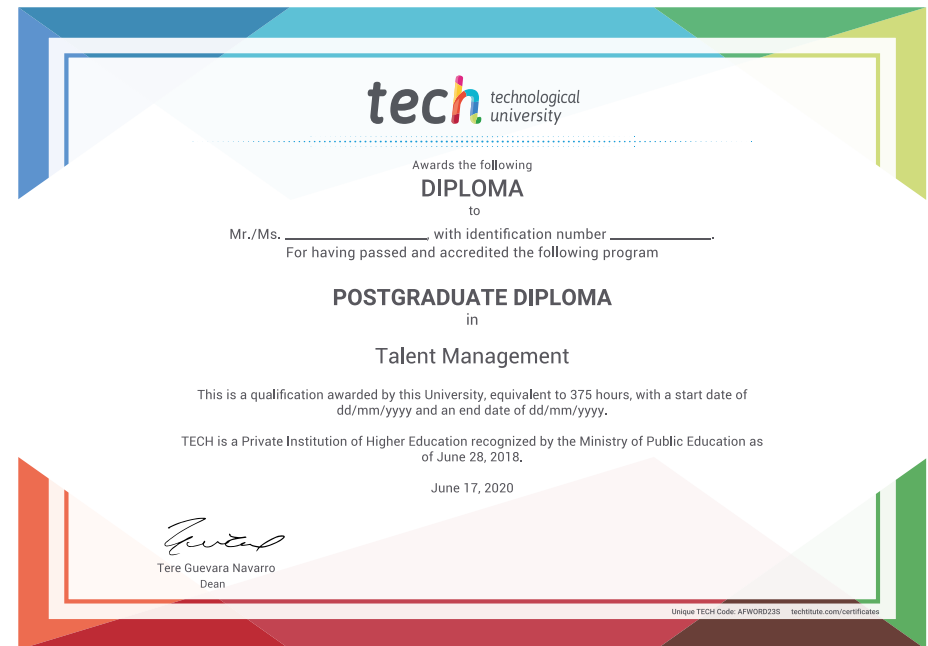 tech technological
university
Awards the following
DIPLOMA
to
Mr./Ms. ____________________, with identification number ______________.
For having passed and accredited the following program
POSTGRADUATE DIPLOMA
in
Talent Management
This is a qualification awarded by this University, equivalent to 375 hours, with a start date of
dd/mm/yyyy and an end date of dd/mm/yyyy.
TECH is a Private Institution of Higher Education recognized by the Ministry of Public Education as
of June 28, 2018.
June 17, 2020
Tere Guevara Navarro
Dean
Unique TECH Code: AFWORD23S techtitute.com/certificates